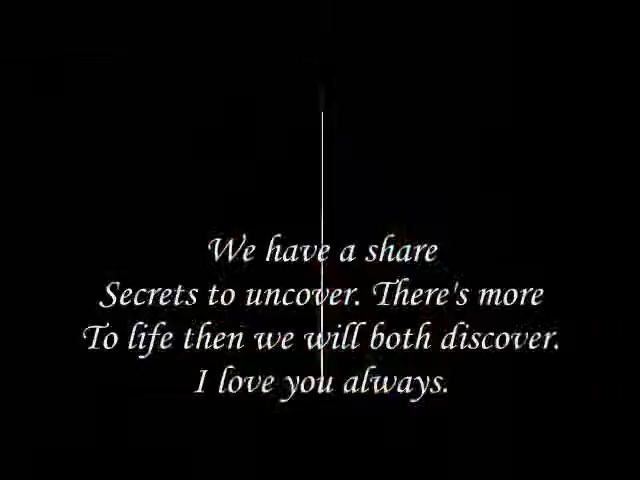 We have a share
Secrets to uncover. There's more
To life then we will both discover.
I love you always.